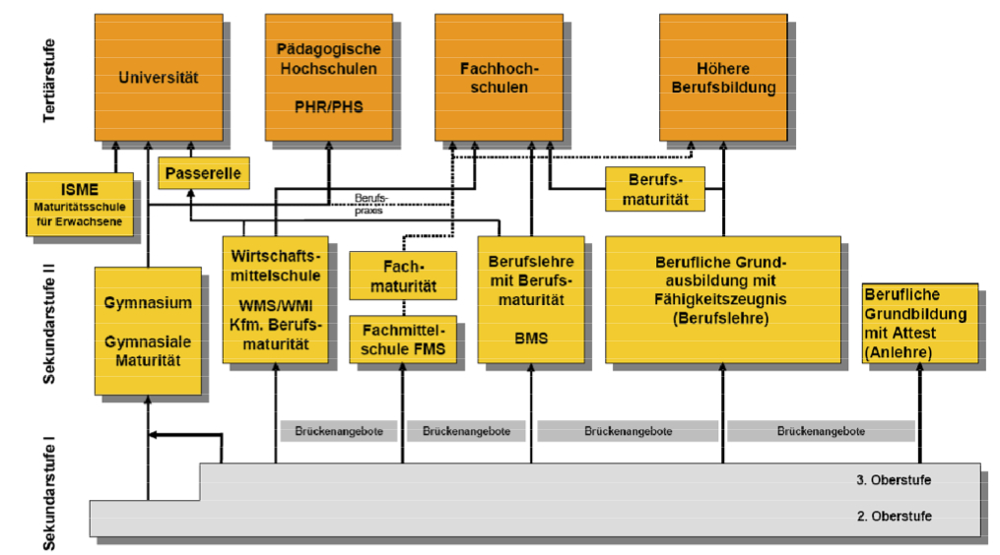 Tertiärstufe
Universität
Pädagogische
Hochschulen
PHR/PHS
Fachhoch-
schulen
Höhere
Berufsbildung
Passerelle
ISME
Maturitätsschule
für Erwachsene
Berufs-
praxis
Berufs-
maturität
Sekundarstufe II
Gymnasium
Gymnasiale
Maturität
Wirtschafts-
mittelschule
WMS/WMI
Kfm. Berufs-
maturität
Fach-
maturität
Fachmittel-
schule FMS
Berufslehre
mit Berufs-
maturität
BMS
Berufliche Grund-
ausbildung mit
Fähigkeitszeugnis
(Berufslehre)
Berufliche
Grundbildung
mit Attest
(Anlehre)
Sekundarstufe I
Brückenangebote
Brückenangebote
Brückenangebote
Brückenangebote
3. Oberstufe
2. Oberstufe